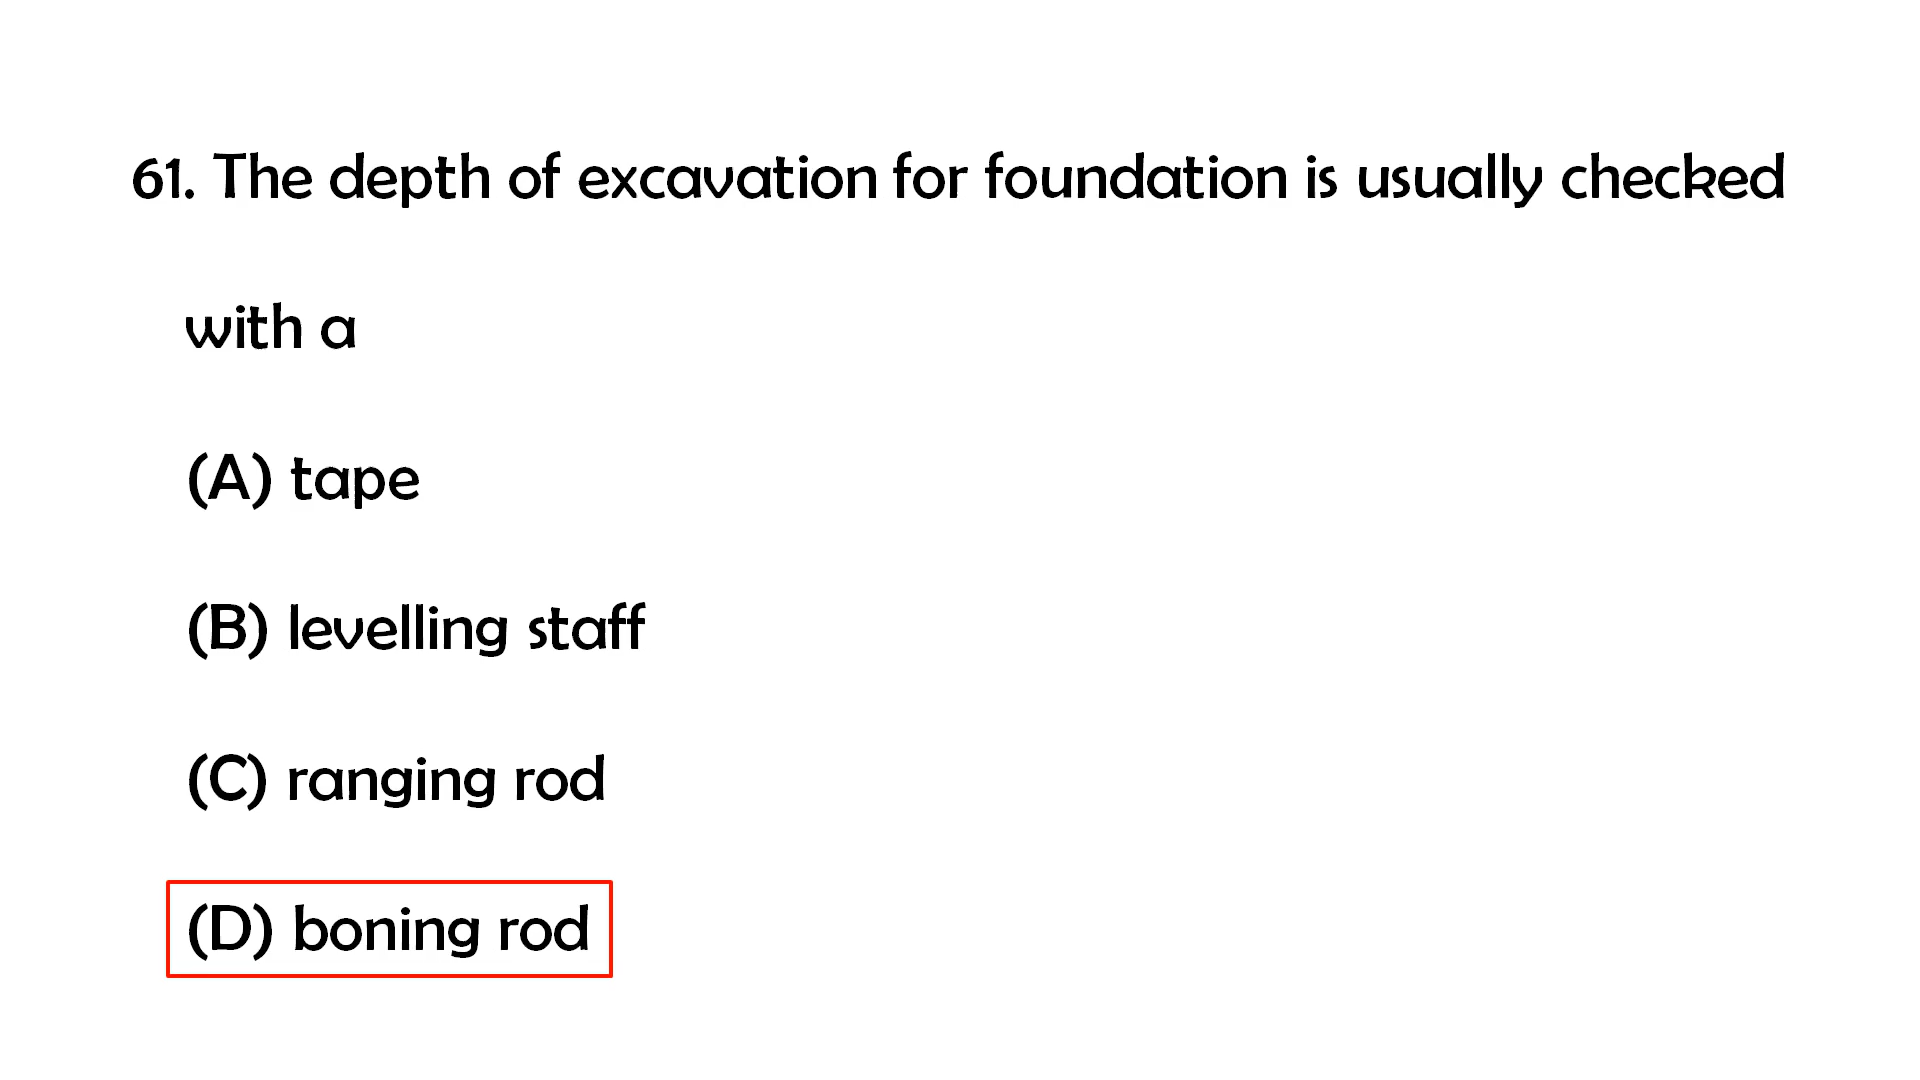 61. The depth of excavation for foundation is usually checked
with a
(A) tape
(B) levelling staff
(C) ranging rod
(D) boning rod